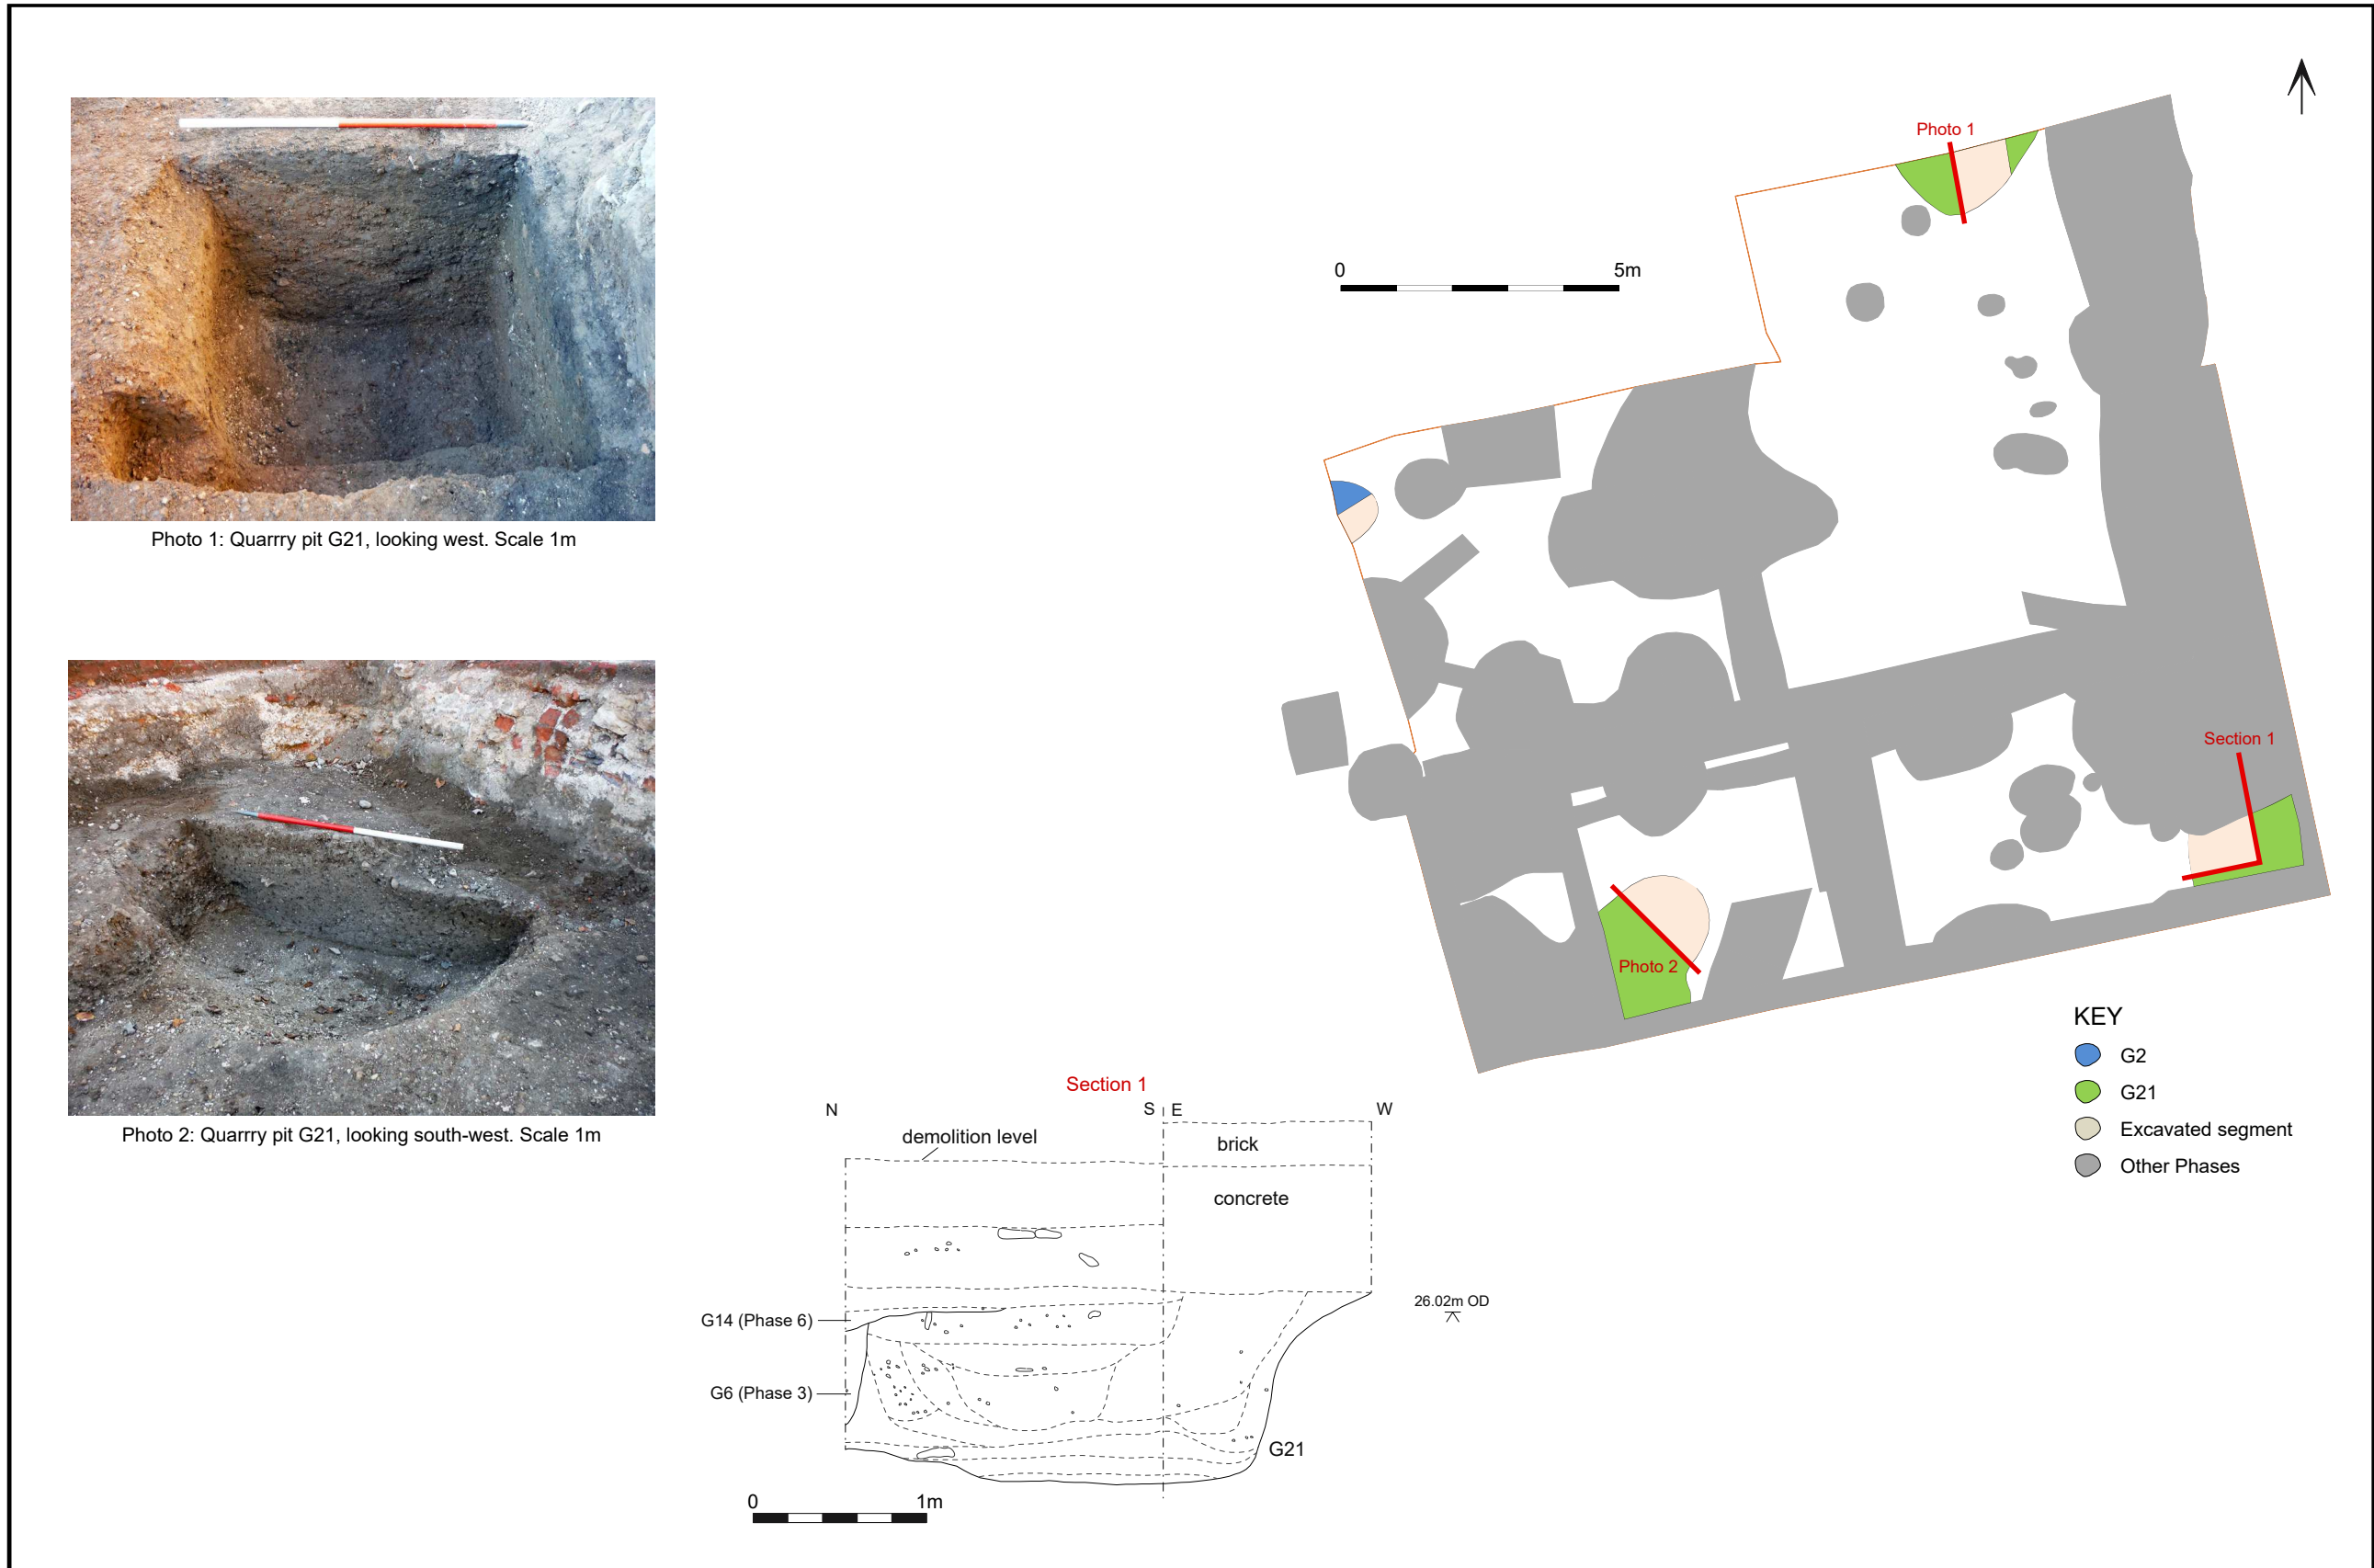 Photo 1: Quarrry pit G21, looking west. Scale 1m
Photo 2: Quarrry pit G21, looking south-west. Scale 1m
Photo 1
0 5m
Section 1
Photo 2
KEY
G2
G21
Excavated segment
Other Phases
Section 1
N S E W
demolition level
brick
concrete
G14 (Phase 6)
26.02m OD
G6 (Phase 3)
G21
0 1m